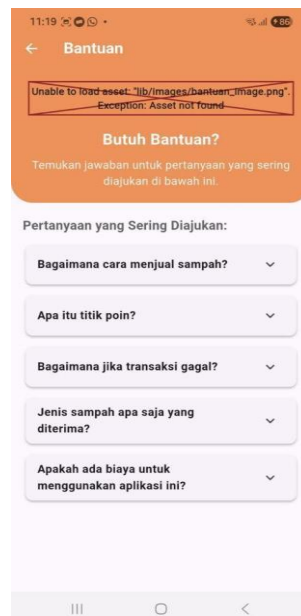 11:19
Bantuan
Unable to load asset: "lib/images/bantuan_image.png".
Exception: Asset not found
Butuh Bantuan?
Temukan jawaban untuk pertanyaan yang sering
diajukan di bawah ini.
Pertanyaan yang Sering Diajukan:
Bagaimana cara menjual sampah?
Apa itu titik poin?
Bagaimana jika transaksi gagal?
Jenis sampah apa saja yang
diterima?
Apakah ada biaya untuk
menggunakan aplikasi ini?